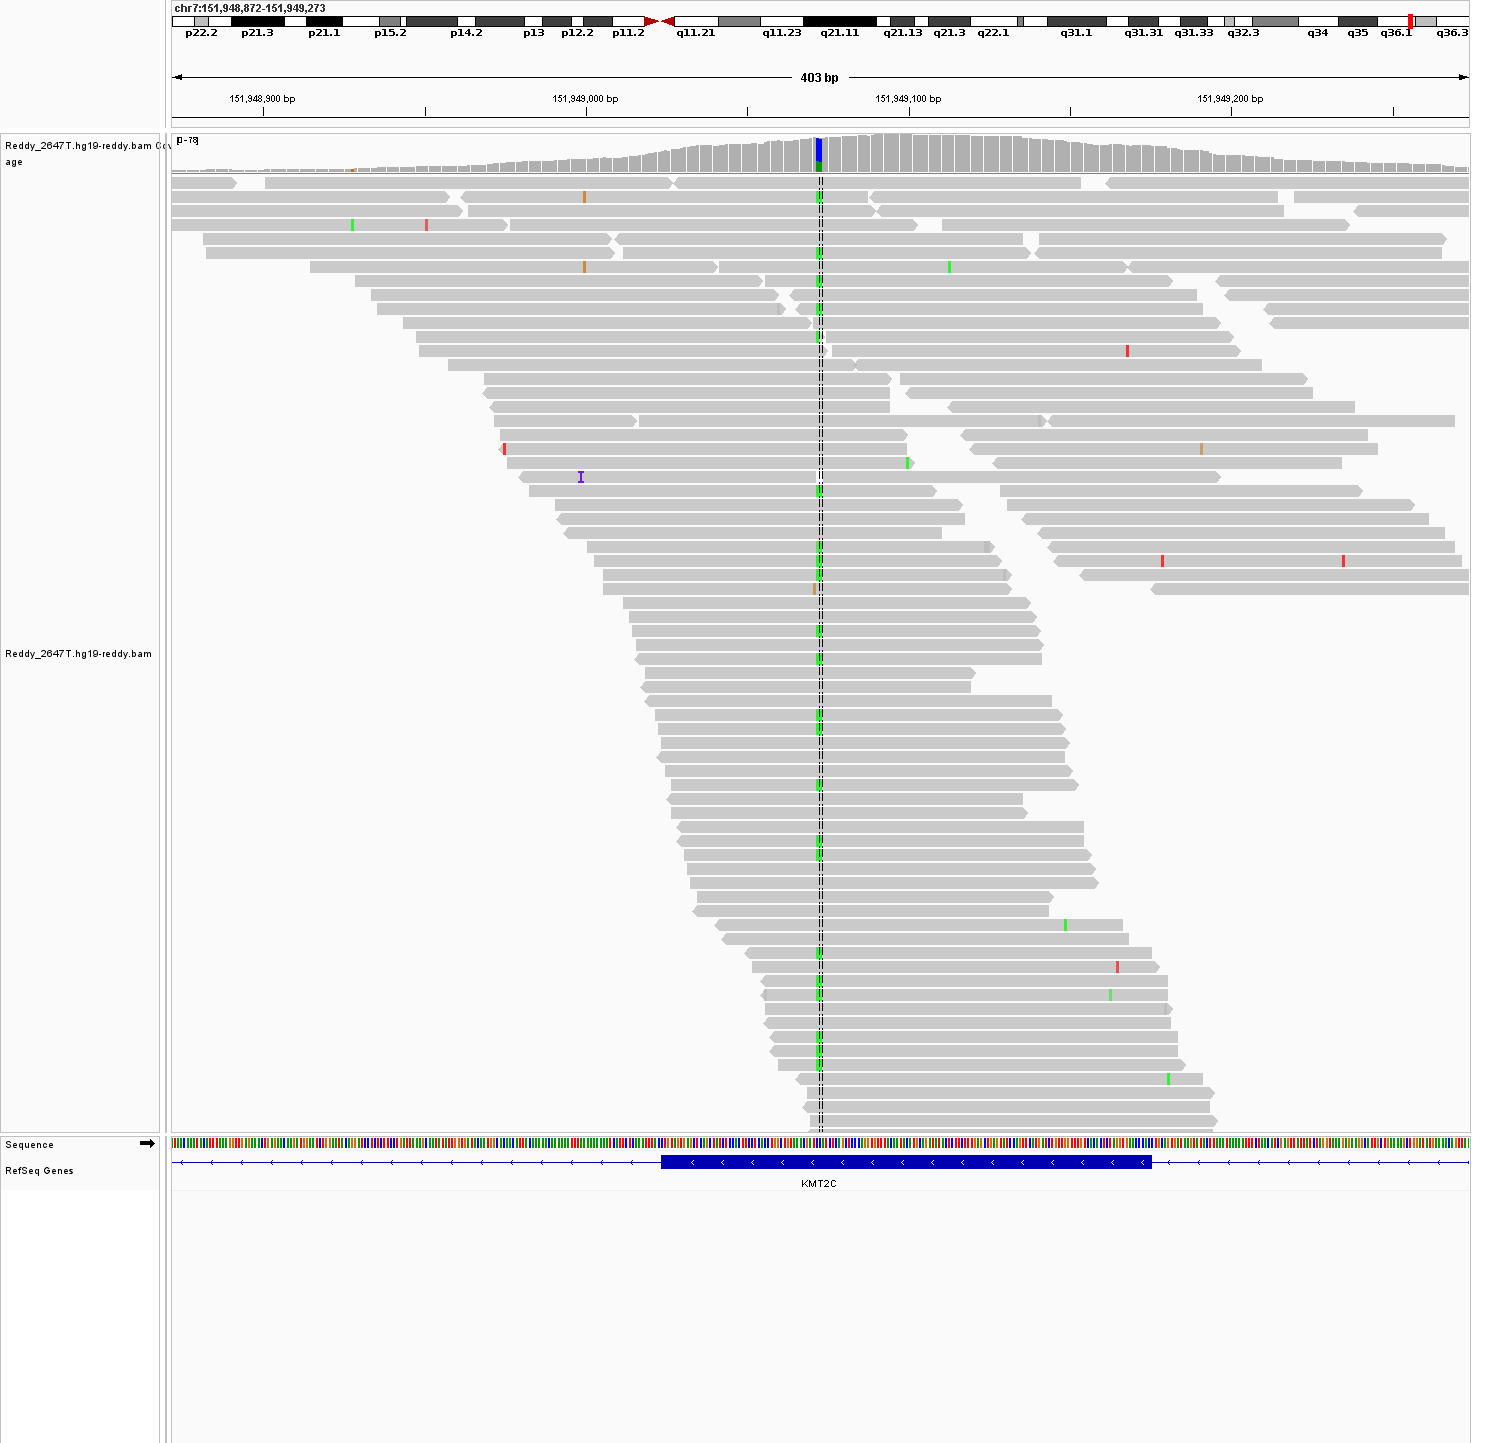 chr7:151,948,872-151,949,273
p22.2 p21.3 p21.1 p15.2 p14.2 p13 p12.2 p11.2 q11.21 q11.23 q21.11 q21.13 q21.3 q22.1 q31.1 q31.31 q31.33 q32.3 q34 q35 q36.1 q36.3
403 bp
151,948,900 bp 151,949,000 bp 151,949,100 bp 151,949,200 bp
[0-78]
Reddy_2647T.hg19-reddy.bam Cov
age
I
Reddy_2647T.hg19-reddy.bam
Sequence
RefSeq Genes
KMT2C